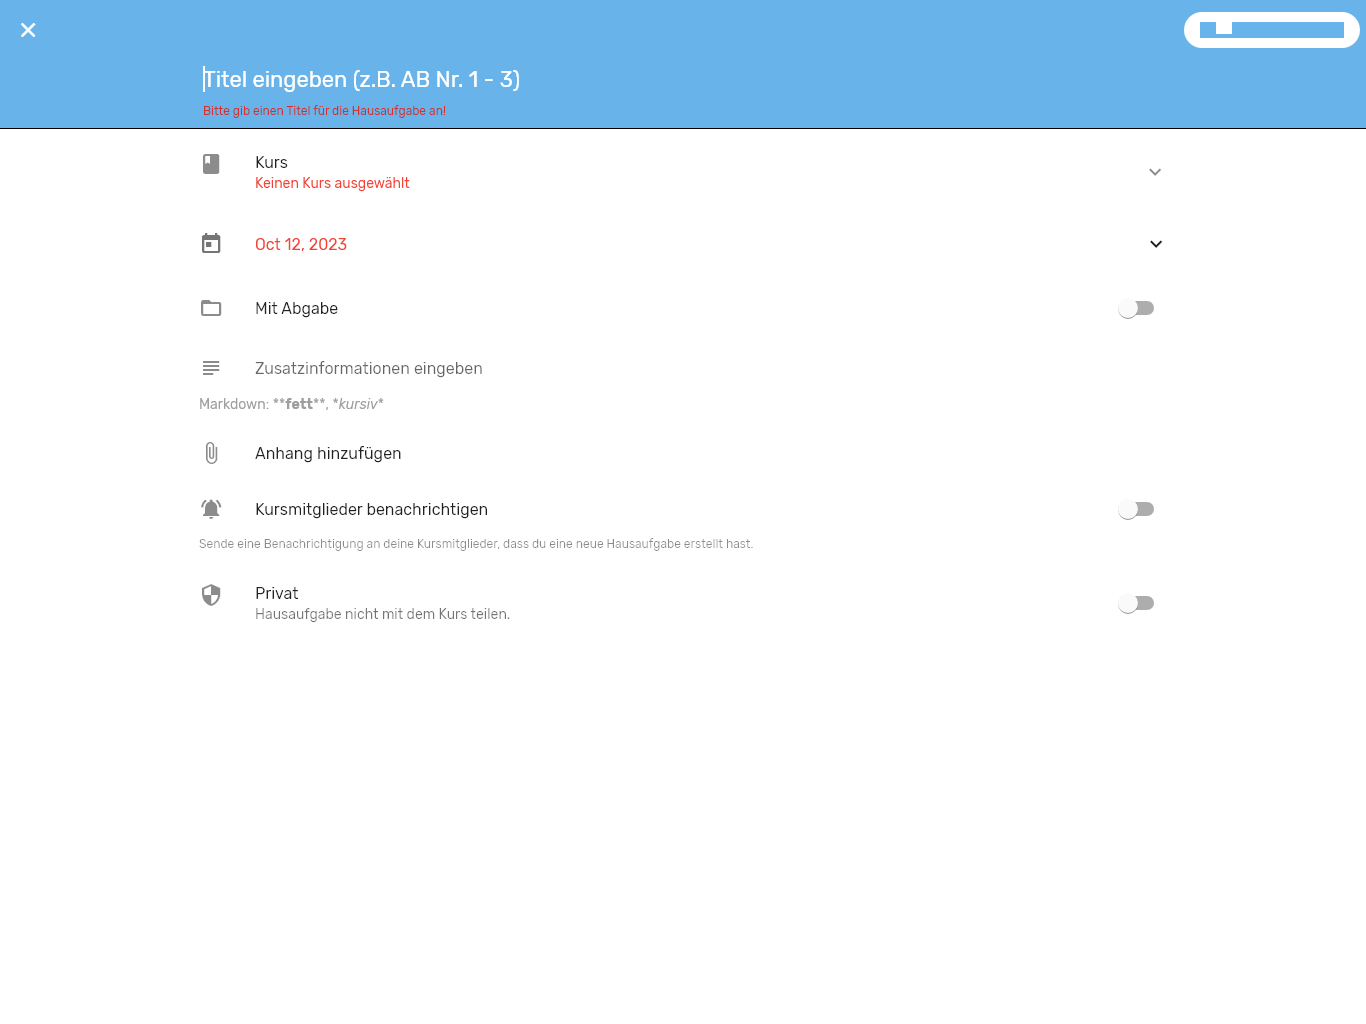 Titel eingeben (z.B. AB Nr. 1 - 3)
Bitte gib einen Titel für die Hausaufgabe an!
Kurs
Keinen Kurs ausgewählt
Oct 12, 2023
Mit Abgabe
Zusatzinformationen eingeben
Markdown: **fett**, *kursiv*
Anhang hinzufügen
Kursmitglieder benachrichtigen
Sende eine Benachrichtigung an deine Kursmitglieder, dass du eine neue Hausaufgabe erstellt hast.
Privat
Hausaufgabe nicht mit dem Kurs teilen.